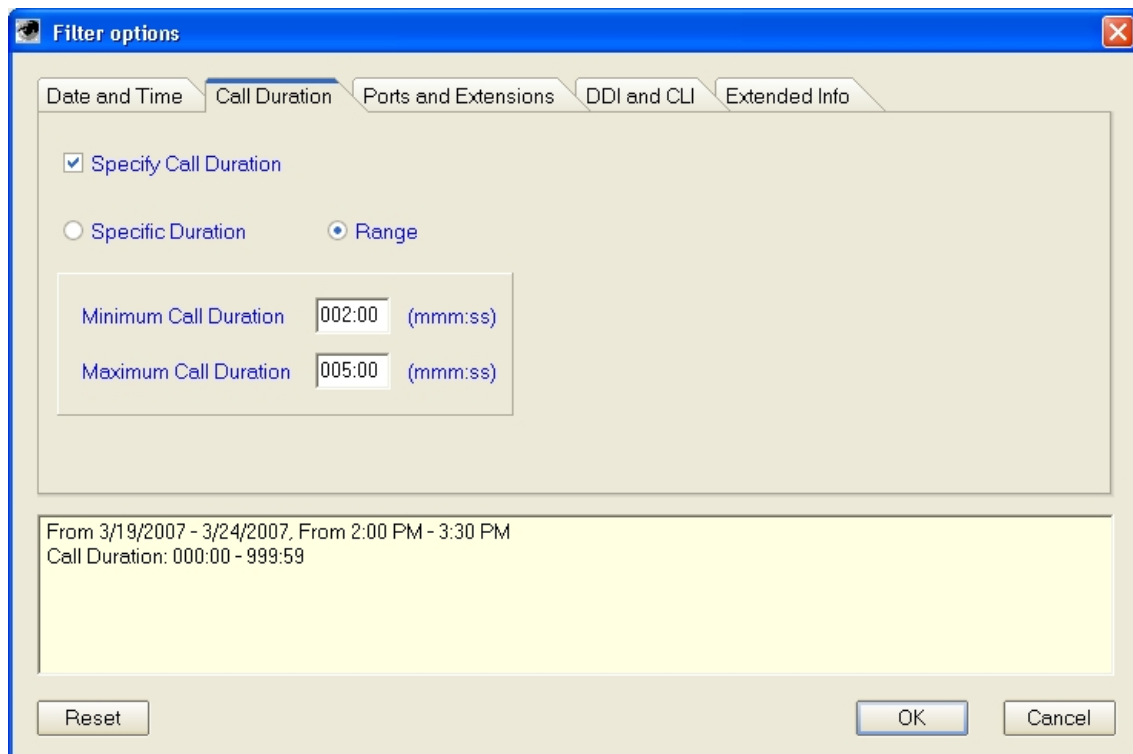 Filter options
Date and Time Call Duration Ports and Extensions DDI and CLI Extended Info
Specify Call Duration
Specific Duration Range
Minimum Call Duration 002:00 (mmm:ss)
Maximum Call Duration 005:00 (mmm:ss)
From 3/19/2007 - 3/24/2007, From 2:00 PM - 3:30 PM
Call Duration: 000:00 - 999:59
Reset OK Cancel